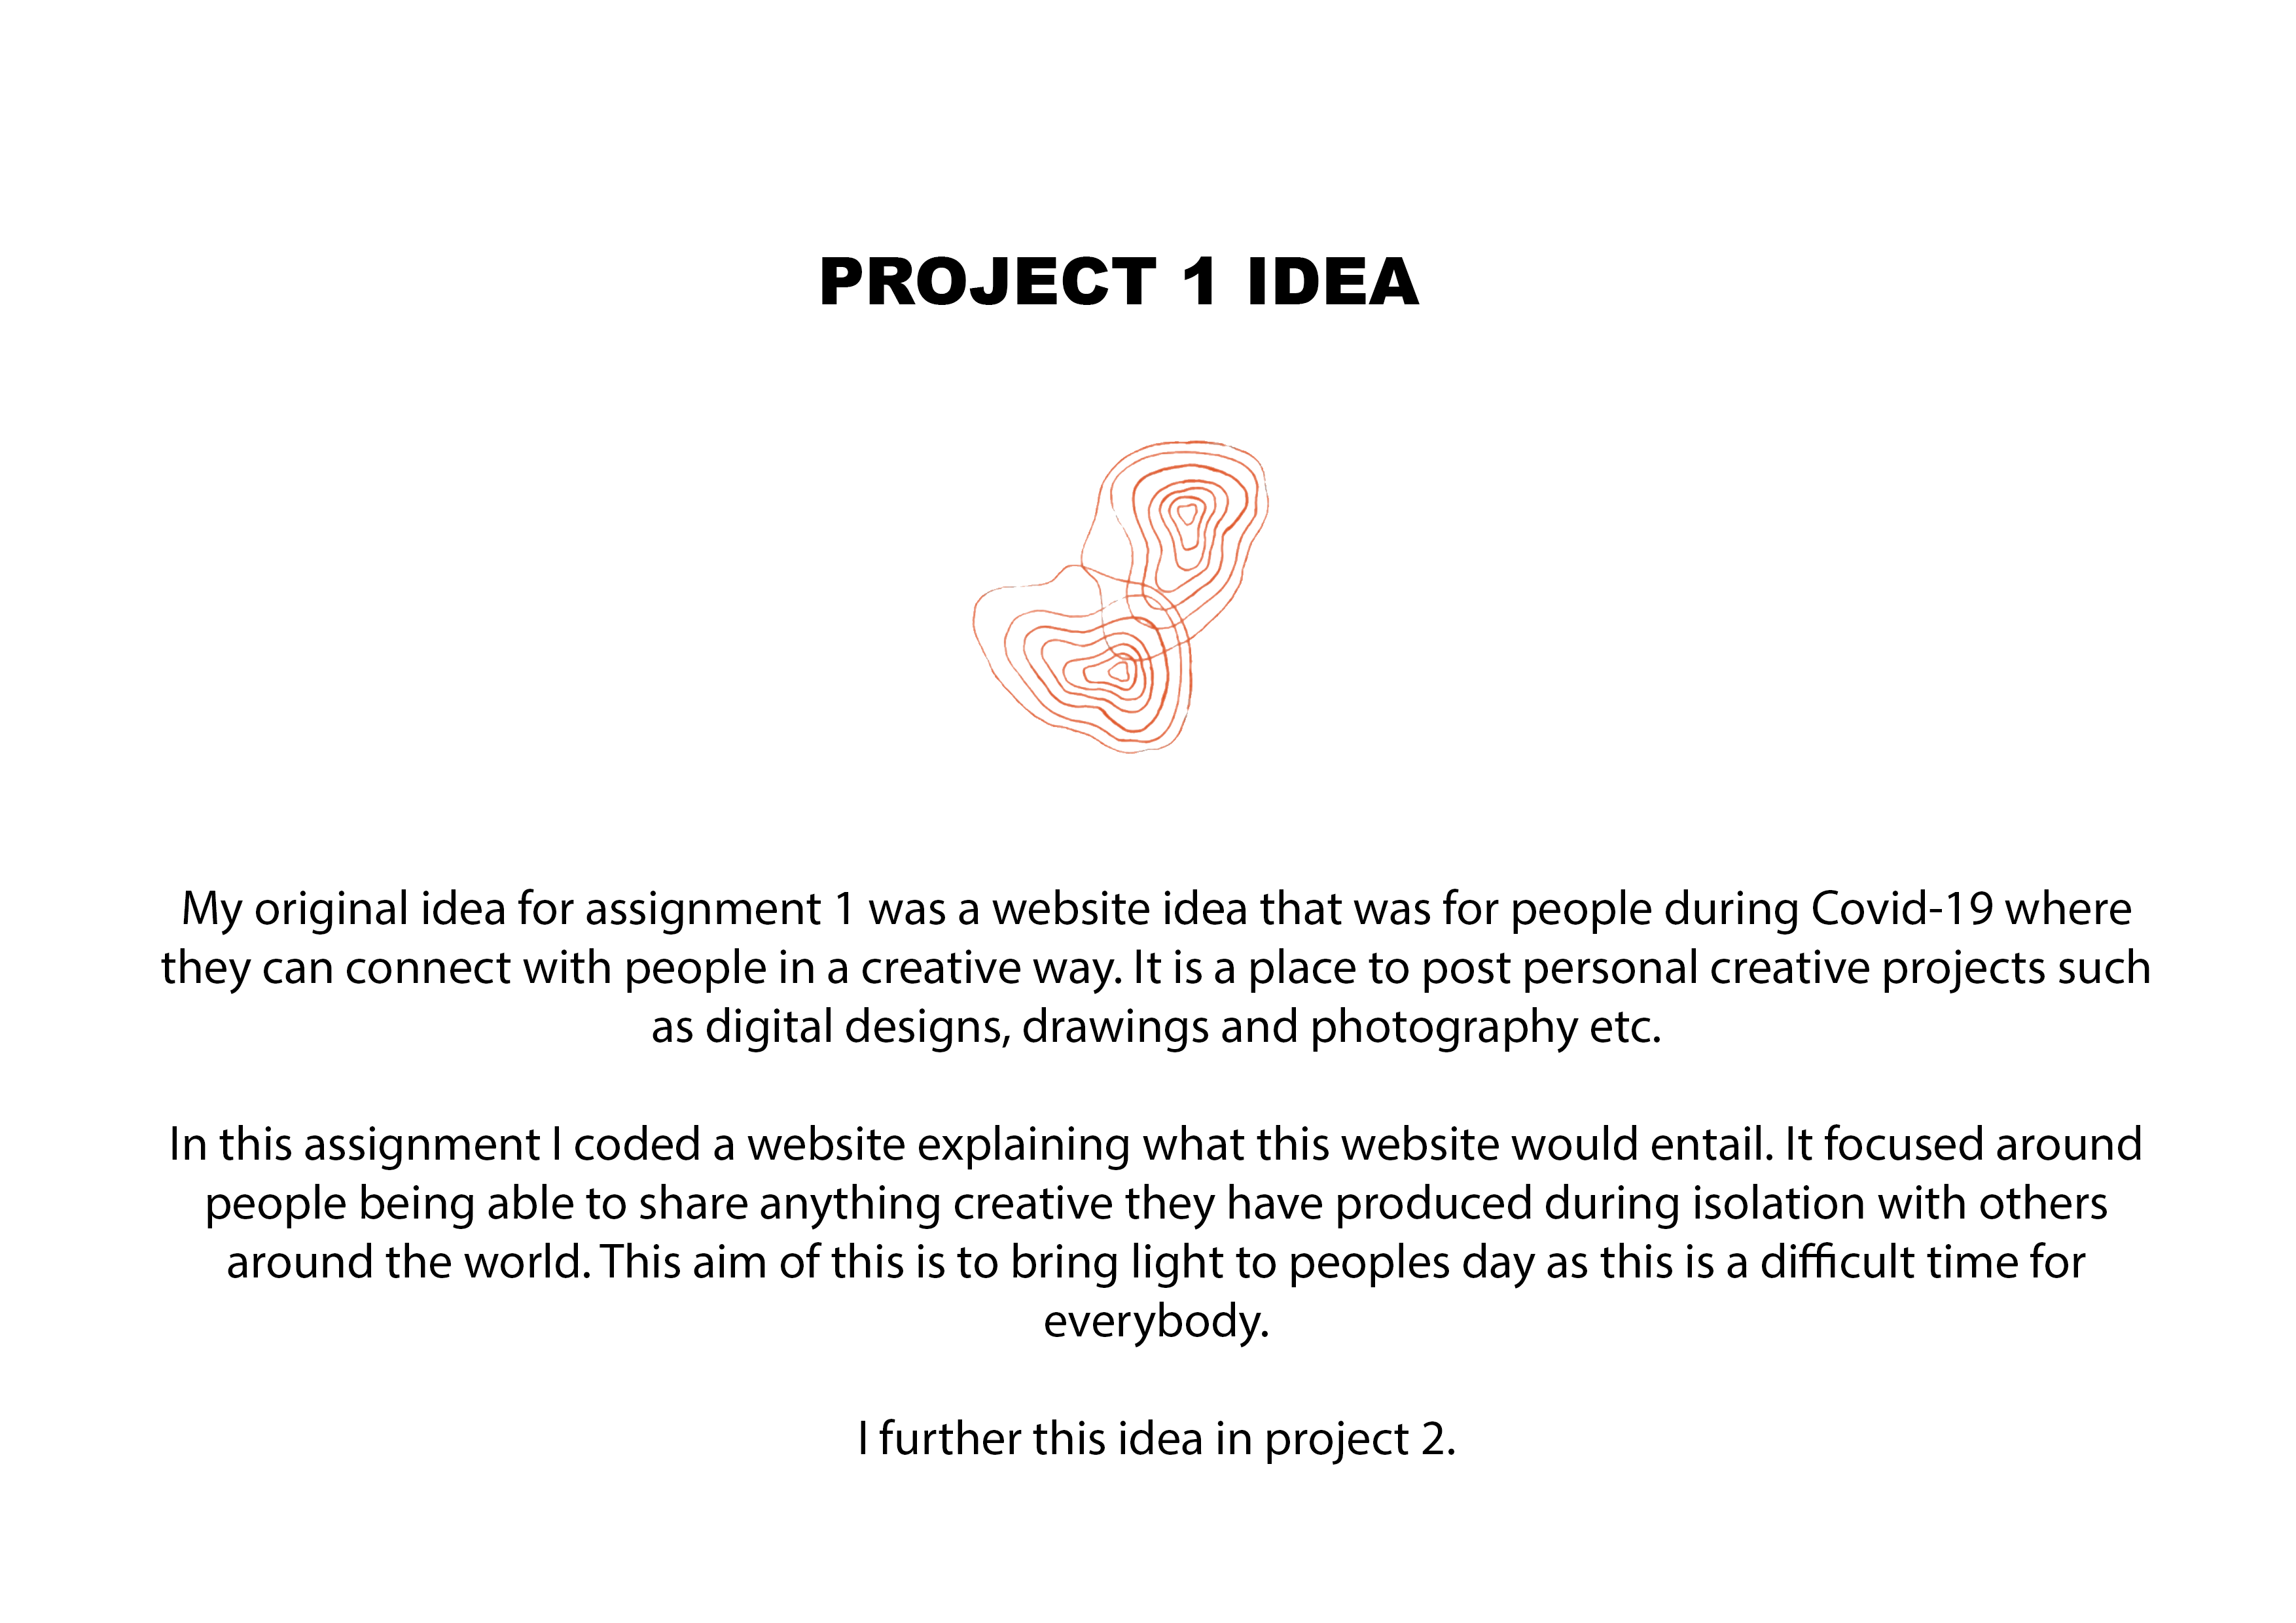 PROJECT 1 IDEA
My original idea for assignment 1 was a website idea that was for people during Covid-19 where
they can connect with people in a creative way. It is a place to post personal creative projects such
as digital designs, drawings and photography etc.
In this assignment I coded a website explaining what this website would entail. It focused around
people being able to share anything creative they have produced during isolation with others
around the world. This aim of this is to bring light to peoples day as this is a difficult time for
everybody.
I further this idea in project 2.